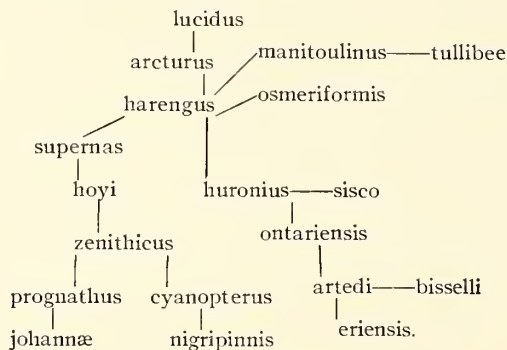 lucidus
arcturus manitoulinus tullibee
harengus osmeriformis
supernas
hoyi huronius sisco
zenithicus ontariensis
prognathus cyanopterus artedi bisselli
johannæ nigripinnis eriensis.